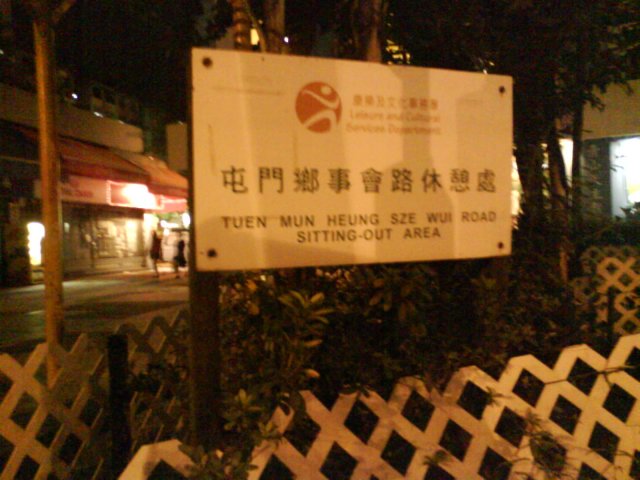 康樂及文化事務署
Leisure and Cultural
Services Department
屯門鄉事會路休憩處
TUEN MUN HEUNG SZE WUI ROAD
SITTING-OUT AREA